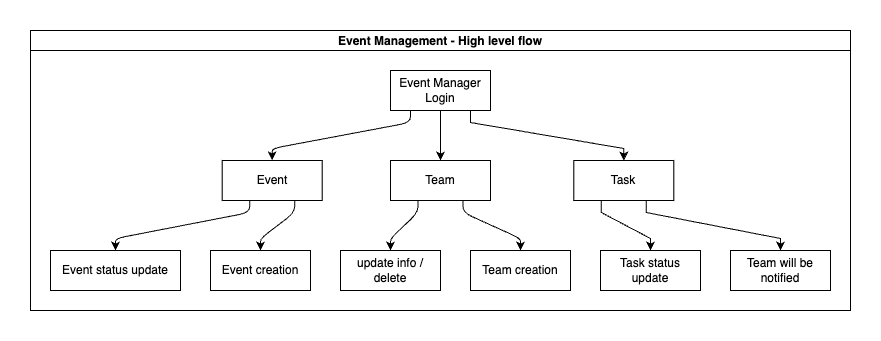 Event Management - High level flow
Event Manager
Login
Event
Team
Task
Event status update
Event creation
update info /
delete
Team creation
Task status
update
Team will be
notified